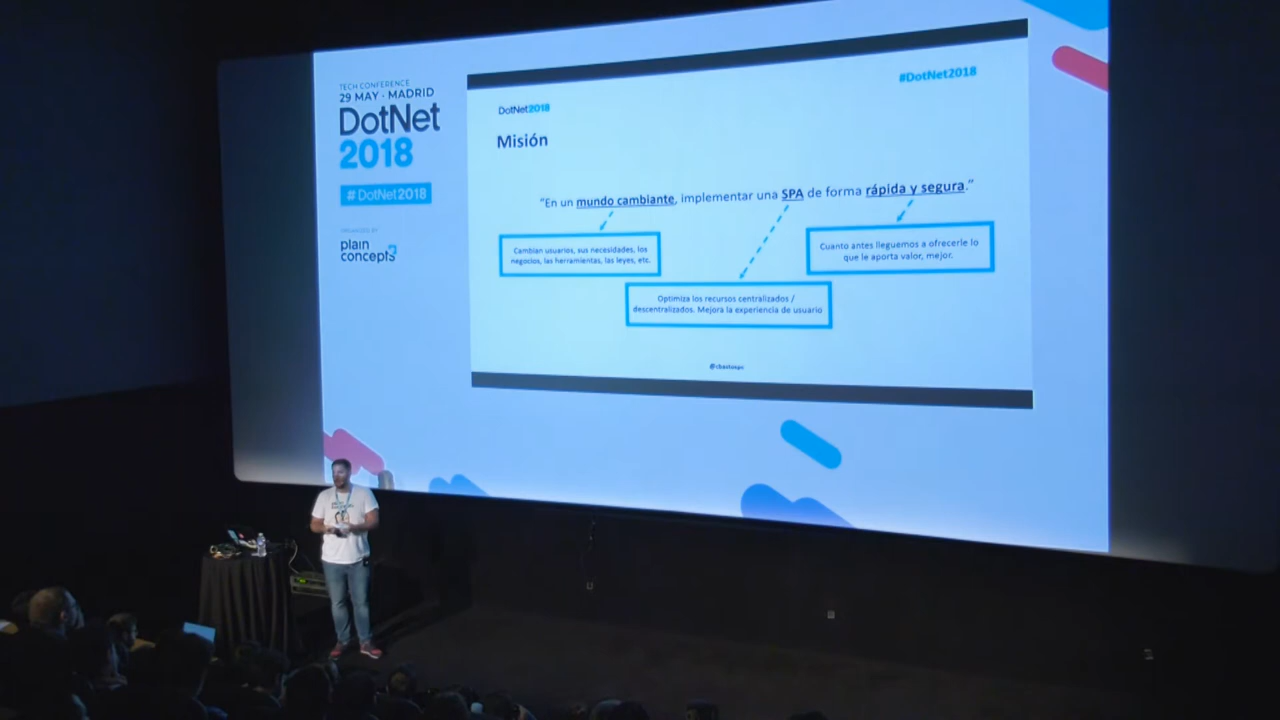 TECH CONFERENCE
29 MAY · MADRID
DotNet
2018
#DotNet2018
ORGANIZED BY
plain
concepts
#DotNet2018
DotNet2018
Misión
“En un mundo cambiante, implementar una SPA de forma rápida y segura.”
Cambian usuarios, sus necesidades, los
negocios, las herramientas, las leyes, etc.
Cuanto antes lleguemos a ofrecerle lo
que le aporta valor, mejor.
Optimiza los recursos centralizados /
descentralizados. Mejora la experiencia de usuario